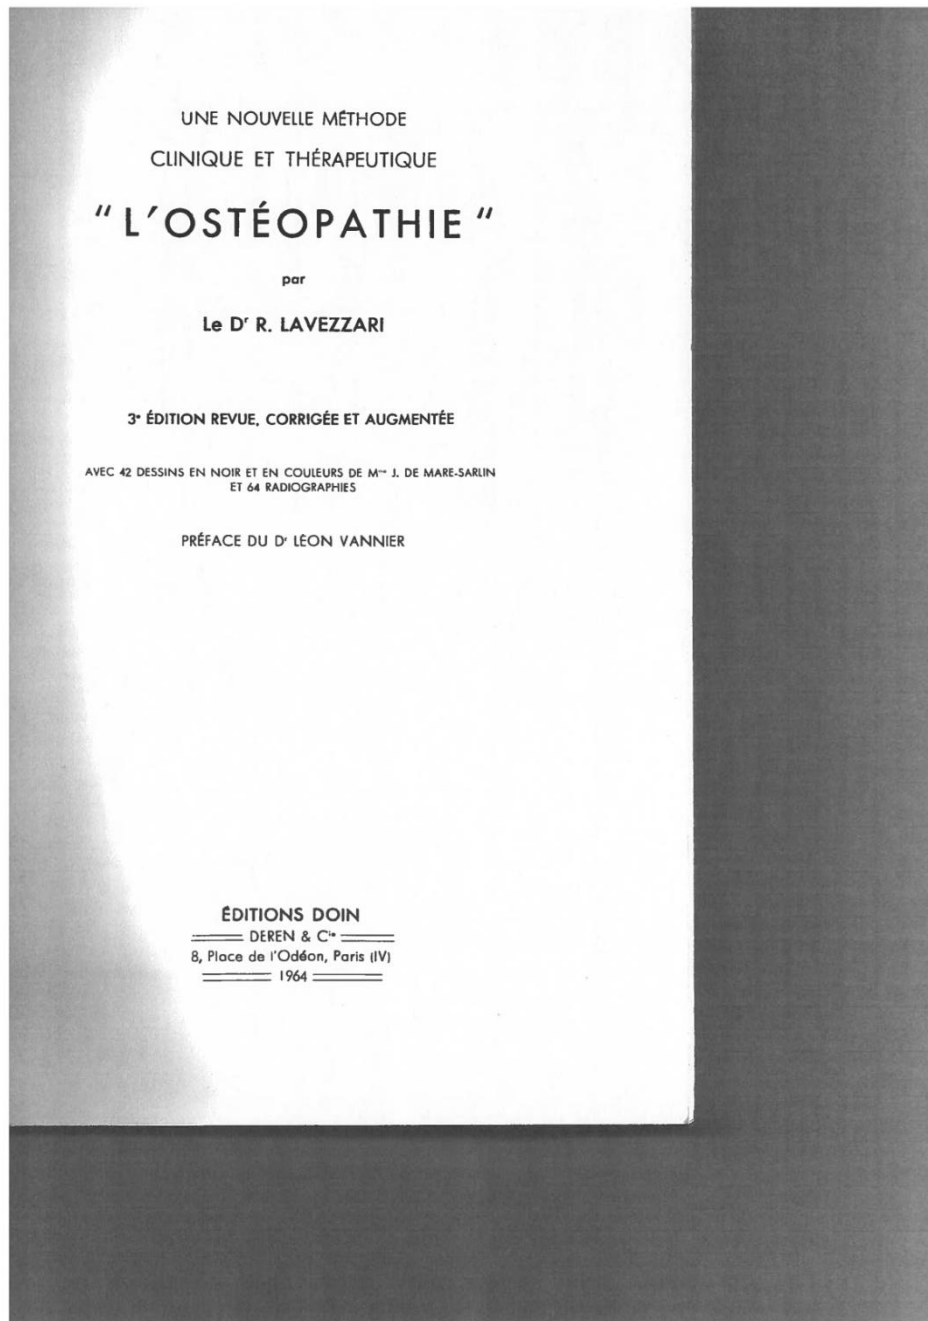 UNE NOUVELLE MÉTHODE
CLINIQUE ET THÉRAPEUTIQUE
" L'OSTÉOPATHIE "
par
Le Dr R. LAVEZZARI
3e ÉDITION REVUE, CORRIGÉE ET AUGMENTÉE
AVEC 42 DESSINS EN NOIR ET EN COULEURS DE Mme J. DE MARE-SARLIN
ET 64 RADIOGRAPHIES
PRÉFACE DU Dr LÉON VANNIER
ÉDITIONS DOIN
DEREN & Cie
8, Place de l'Odéon, Paris (IV)
1964